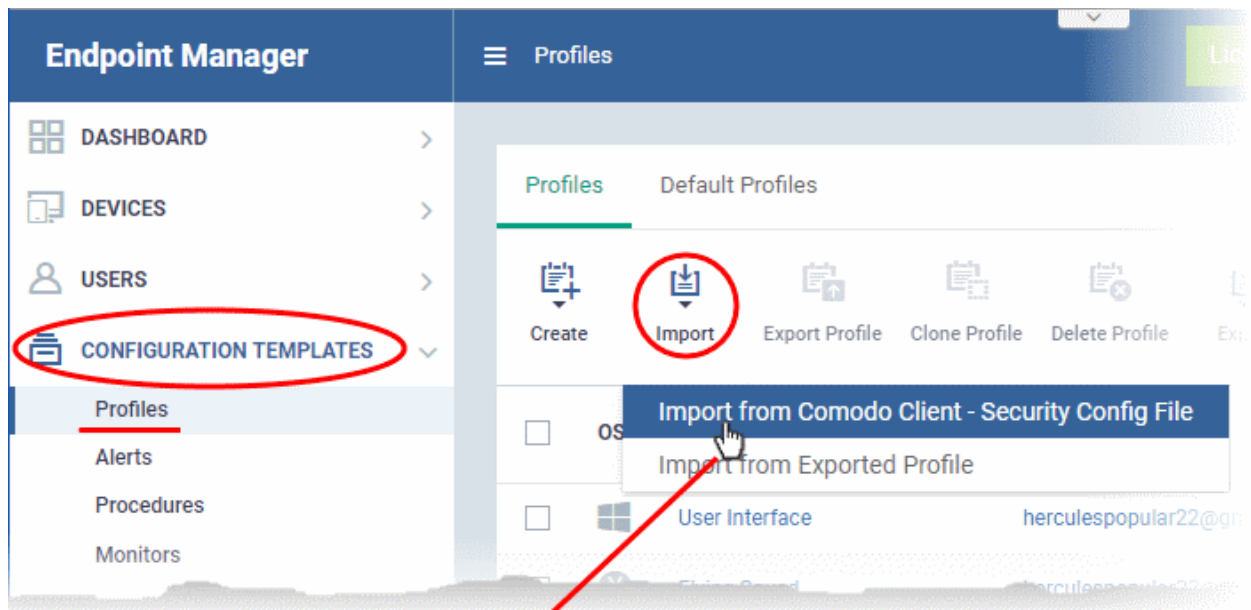 Endpoint Manager
Profiles
DASHBOARD
DEVICES
USERS
CONFIGURATION TEMPLATES
Profiles
Alerts
Procedures
Monitors
Profiles Default Profiles
Create Import Export Profile Clone Profile Delete Profile
OS
Import from Comodo Client - Security Config File
Import from Exported Profile
User Interface